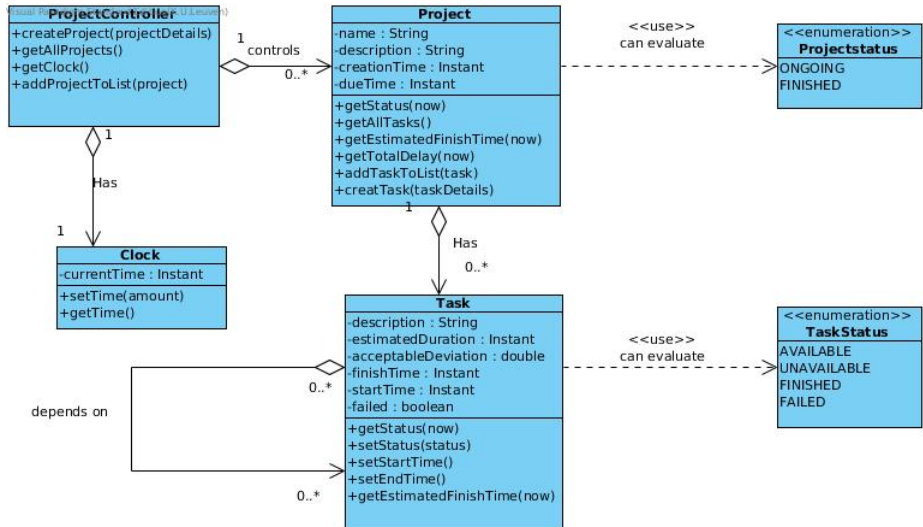 Visual Pa
U.Leuven)
ProjectController
+createProject(projectDetails)
+getAllProjects()
+getClock()
+addProjectToList(project)
1
controls
0..*
Project
-name : String
-description : String
-creationTime : Instant
-dueTime : Instant
+getStatus(now)
+getAllTasks()
+getEstimatedFinishTime(now)
+getTotalDelay(now)
+addTaskToList(task)
+creatTask(taskDetails)
<<use>>
can evaluate
<<enumeration>>
Projectstatus
ONGOING
FINISHED
1
Has
1
Clock
-currentTime : Instant
+setTime(amount)
+getTime()
1
Has
0..*
Task
-description : String
-estimatedDuration : Instant
-acceptableDeviation : double
-finishTime : Instant
-startTime : Instant
-failed : boolean
+getStatus(now)
+setStatus(status)
+setStartTime()
+setEndTime()
+getEstimatedFinishTime(now)
0..*
depends on
0..*
<<use>>
can evaluate
<<enumeration>>
TaskStatus
AVAILABLE
UNAVAILABLE
FINISHED
FAILED